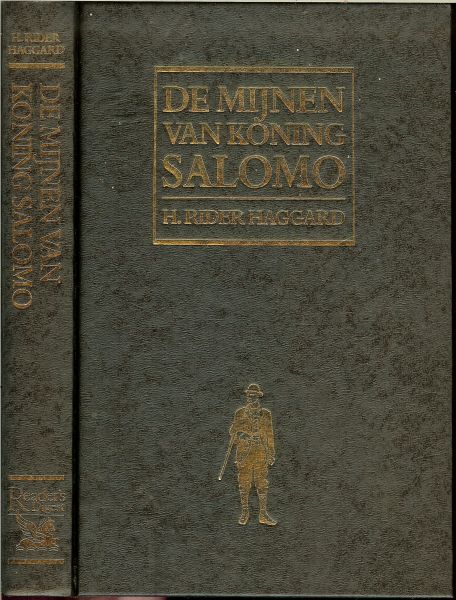 H. RIDER
HAGGARD
DE MIJNEN VAN
KONING SALOMO
Reader's
Digest
DE MIJNEN
VAN KONING
SALOMO
H. RIDER HAGGARD